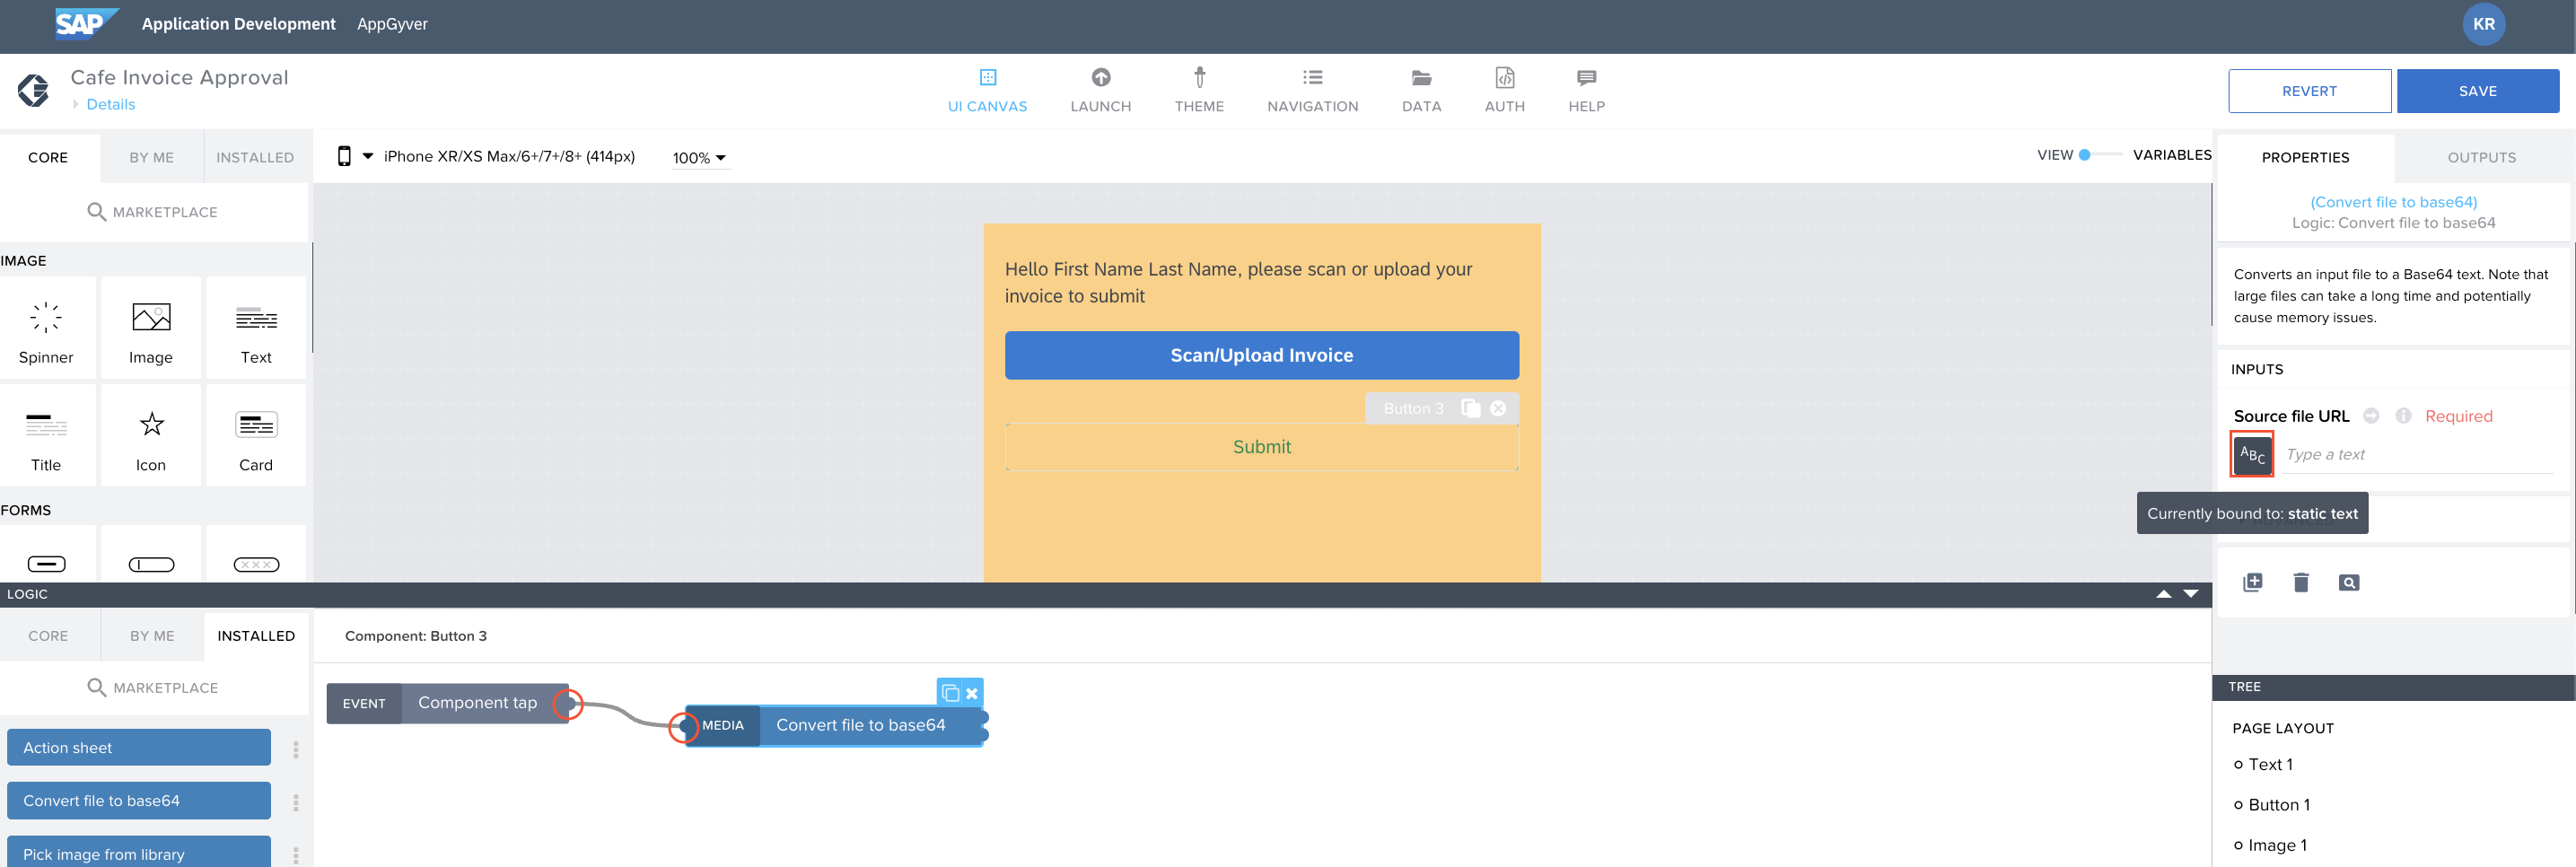 SAP Application Development AppGyver KR
Cafe Invoice Approval
Details
UI CANVAS LAUNCH THEME NAVIGATION DATA AUTH HELP
REVERT SAVE
CORE BY ME INSTALLED
iPhone XR/XS Max/6+/7+/8+ (414px) 100%
VIEW VARIABLES
PROPERTIES OUTPUTS
MARKETPLACE
(Convert file to base64)
Logic: Convert file to base64
IMAGE
Spinner Image Text
Title Icon Card
FORMS
Hello First Name Last Name, please scan or upload your
invoice to submit
Scan/Upload Invoice
Button 3
Submit
Converts an input file to a Base64 text. Note that
large files can take a long time and potentially
cause memory issues.
INPUTS
Source file URL Required
ABC Type a text
Currently bound to: static text
LOGIC
CORE BY ME INSTALLED
Component: Button 3
MARKETPLACE
EVENT Component tap
MEDIA Convert file to base64
Action sheet
Convert file to base64
Pick image from library
TREE
PAGE LAYOUT
Text 1
Button 1
Image 1